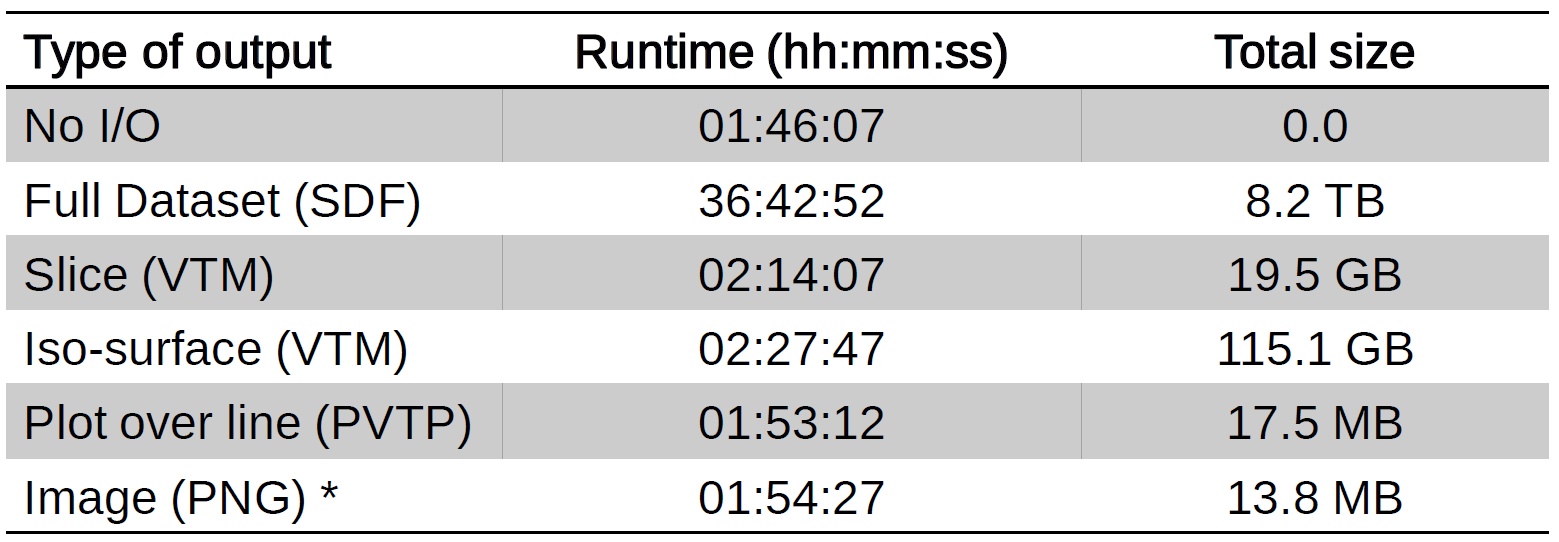 Type of output Runtime (hh:mm:ss) Total size
No I/O 01:46:07 0.0
Full Dataset (SDF) 36:42:52 8.2 TB
Slice (VTM) 02:14:07 19.5 GB
Iso-surface (VTM) 02:27:47 115.1 GB
Plot over line (PVTP) 01:53:12 17.5 MB
Image (PNG) * 01:54:27 13.8 MB